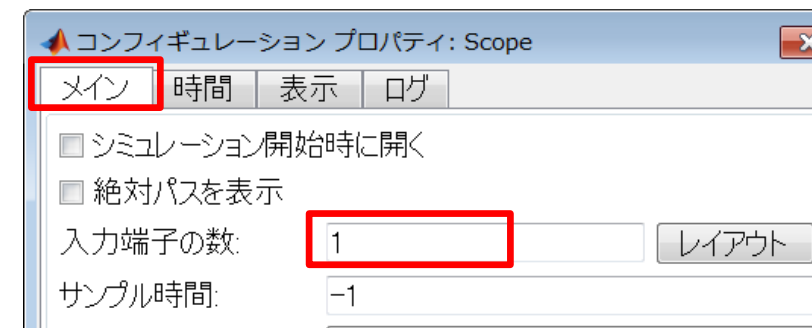 コンフィギュレーション プロパティ: Scope
メイン 時間 表示 ログ
シミュレーション開始時に開く
絶対パスを表示
入力端子の数: 1 レイアウト
サンプル時間: -1